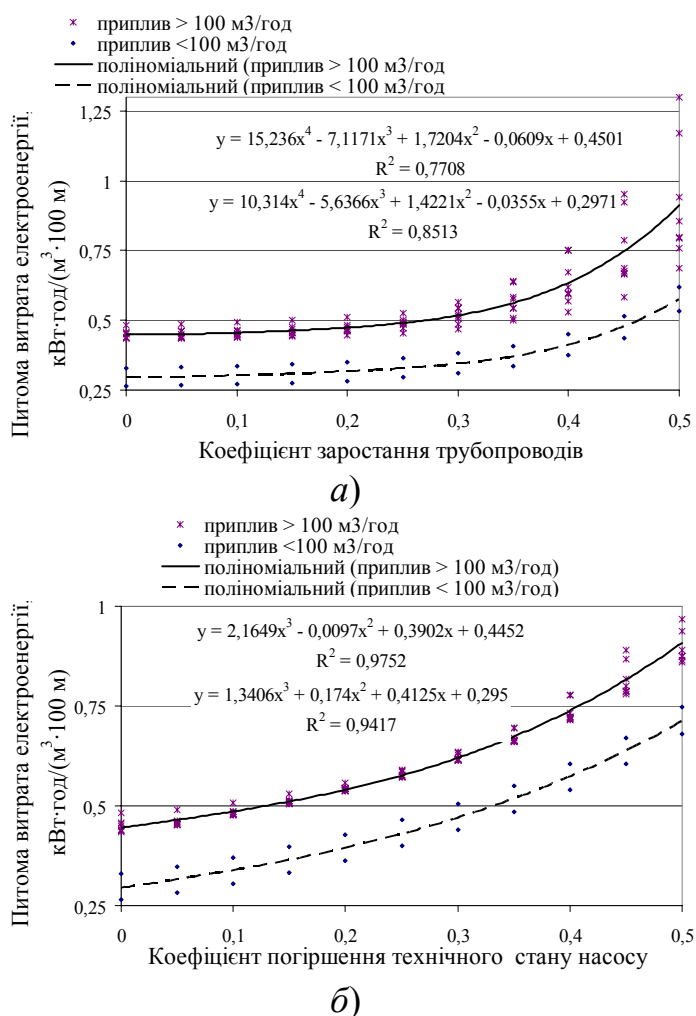 приплив > 100 м3/год
приплив <100 м3/год
поліноміальний (приплив > 100 м3/год
поліноміальний (приплив < 100 м3/год
Питома витрата електроенергії,
кВт·год/(м³·100 м)
1,25
1
0,75
0,5
0,25
y = 15,236x⁴ - 7,1171x³ + 1,7204x² - 0,0609x + 0,4501
R² = 0,7708
y = 10,314x⁴ - 5,6366x³ + 1,4221x² - 0,0355x + 0,2971
R² = 0,8513
0 0,1 0,2 0,3 0,4 0,5
Коефіцієнт заростання трубопроводів
а)
приплив > 100 м3/год
приплив <100 м3/год
поліноміальний (приплив > 100 м3/год)
поліноміальний (приплив < 100 м3/год)
Питома витрата електроенергії,
кВт·год/(м³·100 м)
1
0,75
0,5
0,25
y = 2,1649x³ - 0,0097x² + 0,3902x + 0,4452
R² = 0,9752
y = 1,3406x³ + 0,174x² + 0,4125x + 0,295
R² = 0,9417
0 0,1 0,2 0,3 0,4 0,5
Коефіцієнт погіршення технічного стану насосу
б)